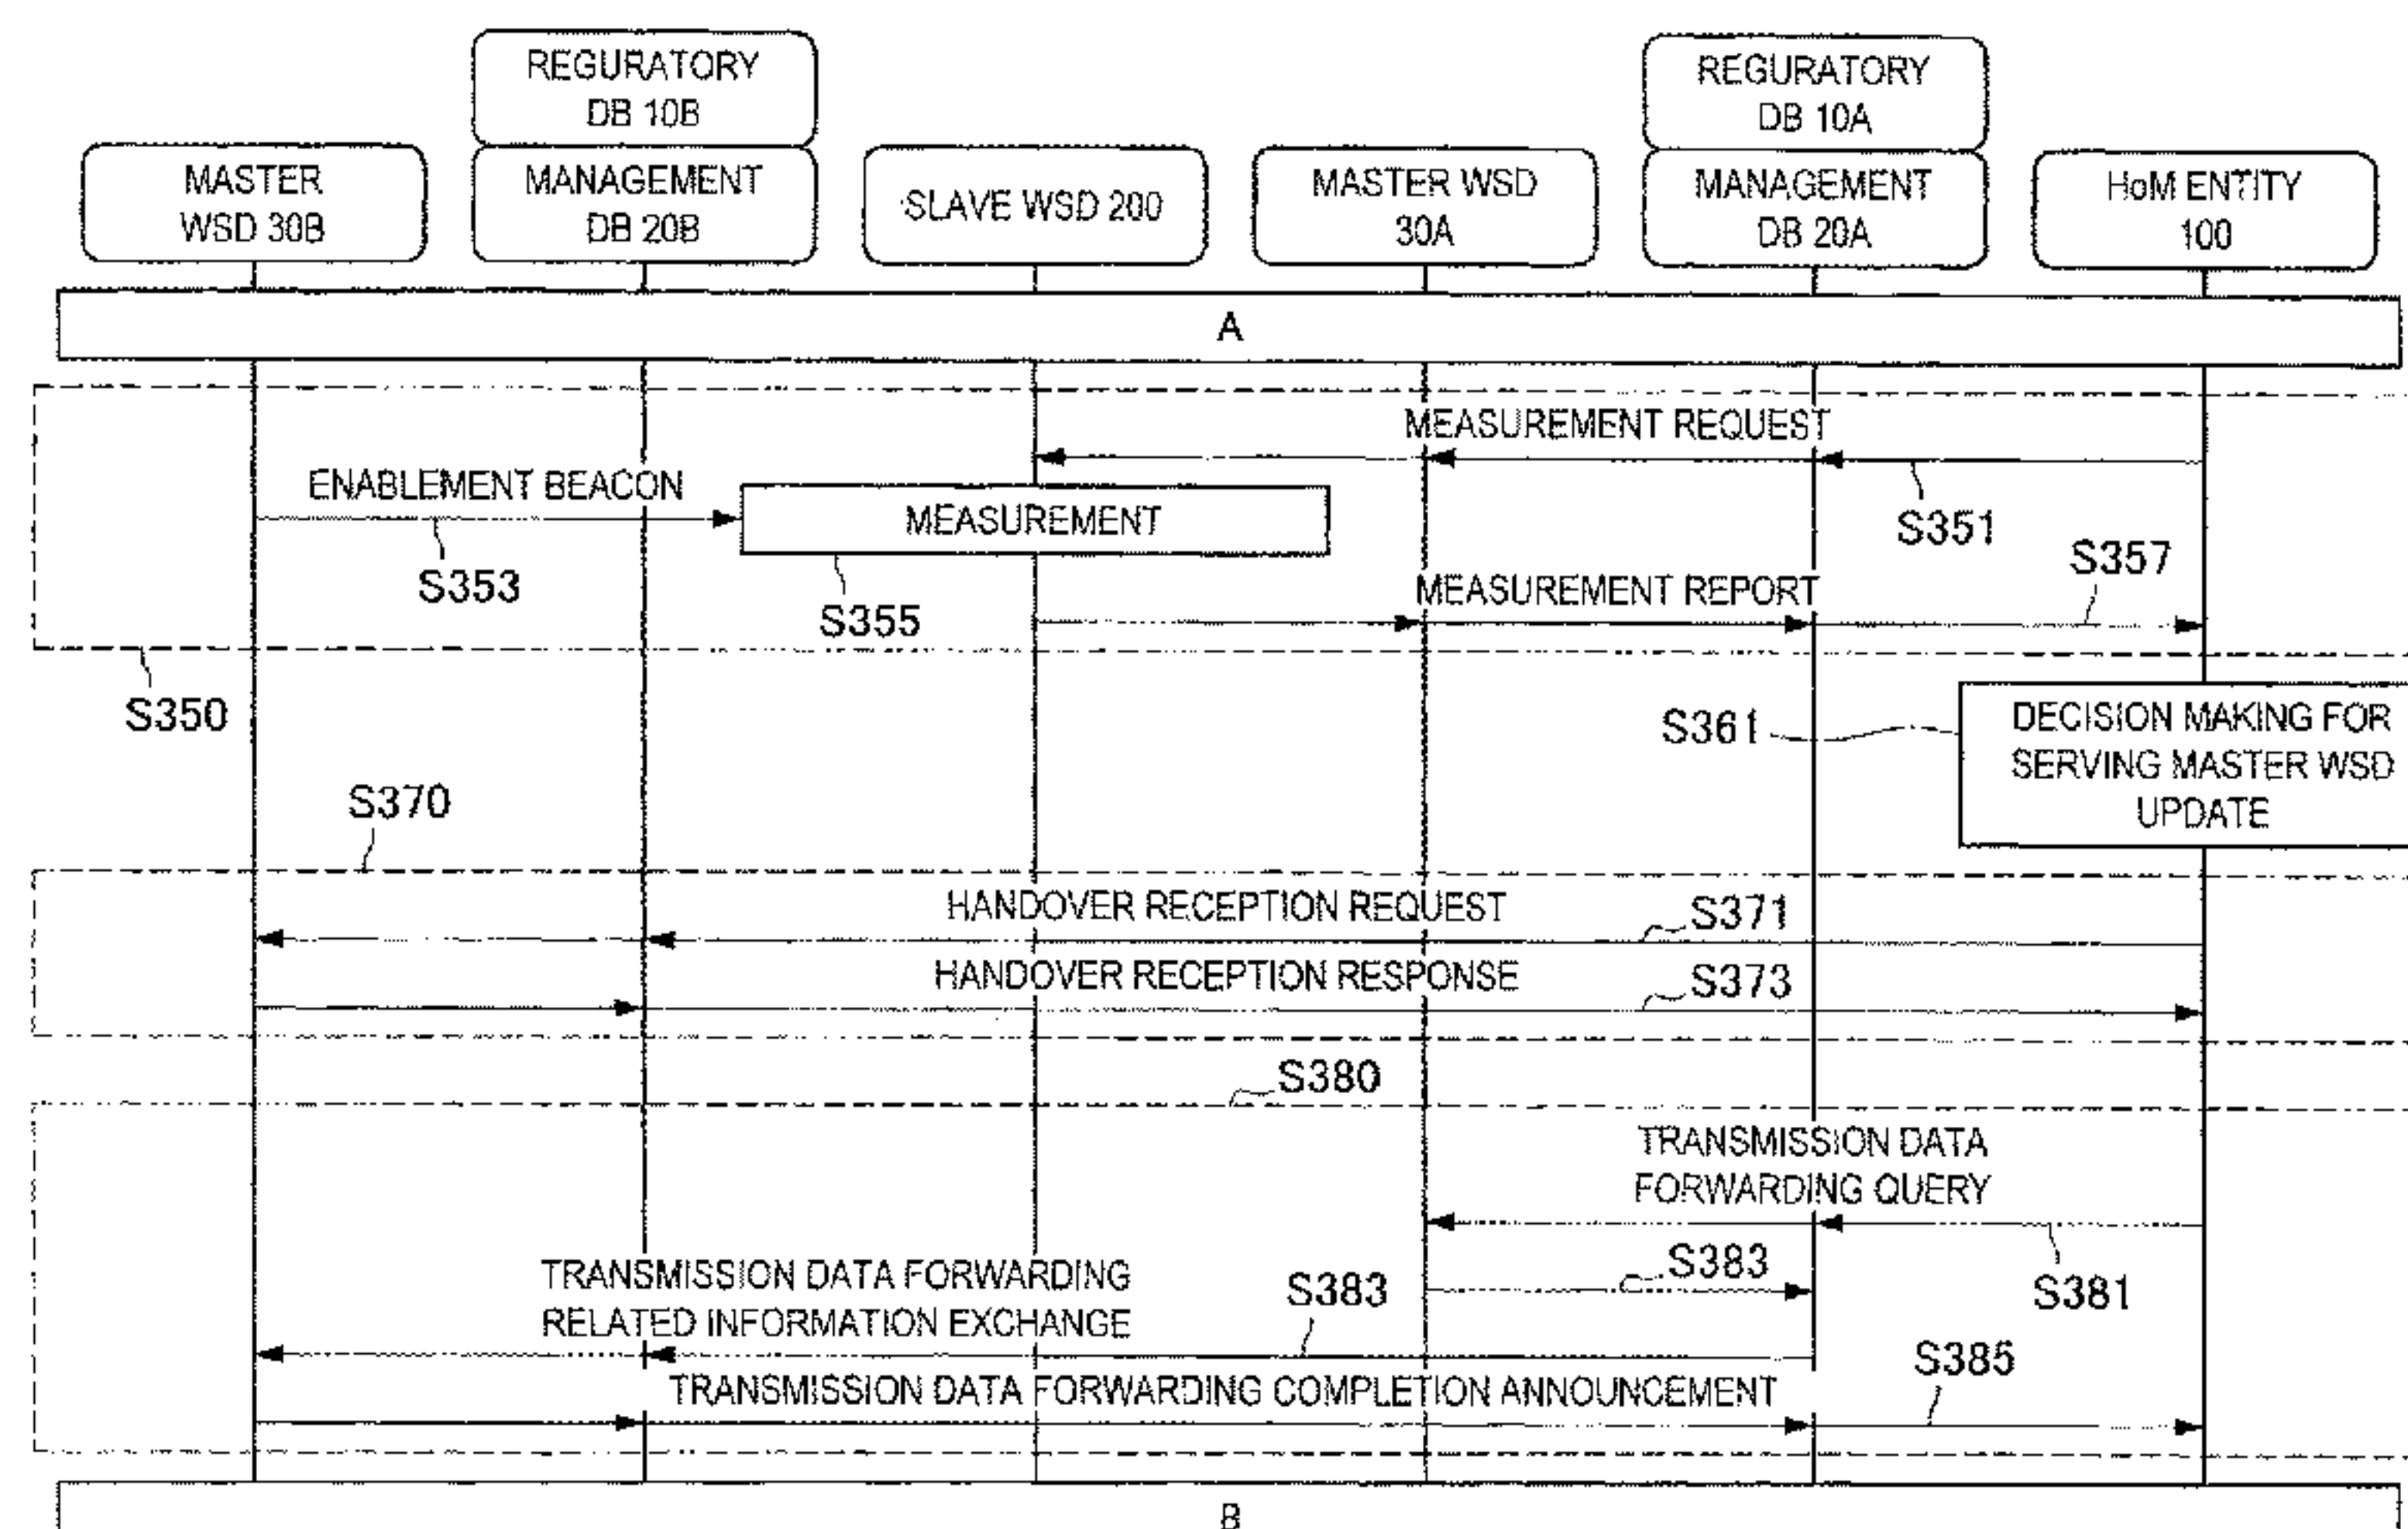 REGURATORY
DB 10B
REGURATORY
DB 10A
MASTER
WSD 30B
MANAGEMENT
DB 20B
SLAVE WSD 200
MASTER WSD
30A
MANAGEMENT
DB 20A
HoM ENTITY
100
A
MEASUREMENT REQUEST
S351
ENABLEMENT BEACON
S353
MEASUREMENT
S355
MEASUREMENT REPORT
S357
S350
S361
DECISION MAKING FOR
SERVING MASTER WSD
UPDATE
S370
HANDOVER RECEPTION REQUEST
S371
HANDOVER RECEPTION RESPONSE
S373
S380
TRANSMISSION DATA
FORWARDING QUERY
S381
S383
TRANSMISSION DATA FORWARDING
RELATED INFORMATION EXCHANGE
S383
TRANSMISSION DATA FORWARDING COMPLETION ANNOUNCEMENT
S385
B